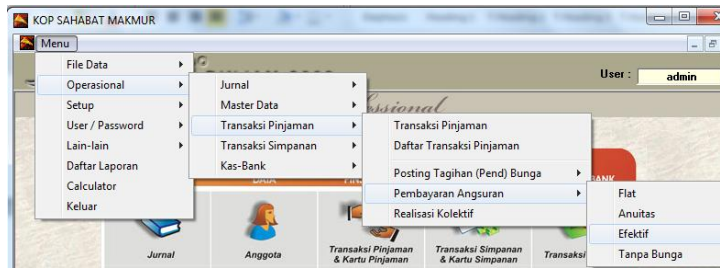 KOP SAHABAT MAKMUR
Menu
User : admin
File Data
Operasional
Setup
User / Password
Lain-lain
Daftar Laporan
Calculator
Keluar
Jurnal
Master Data
Transaksi Pinjaman
Transaksi Simpanan
Kas-Bank
Transaksi Pinjaman
Daftar Transaksi Pinjaman
Posting Tagihan (Pend) Bunga
Pembayaran Angsuran
Realisasi Kolektif
Flat
Anuitas
Efektif
Tanpa Bunga
Jurnal
Anggota
Transaksi Pinjaman
& Kartu Pinjaman
Transaksi Simpanan
& Kartu Simpanan
Transaksi